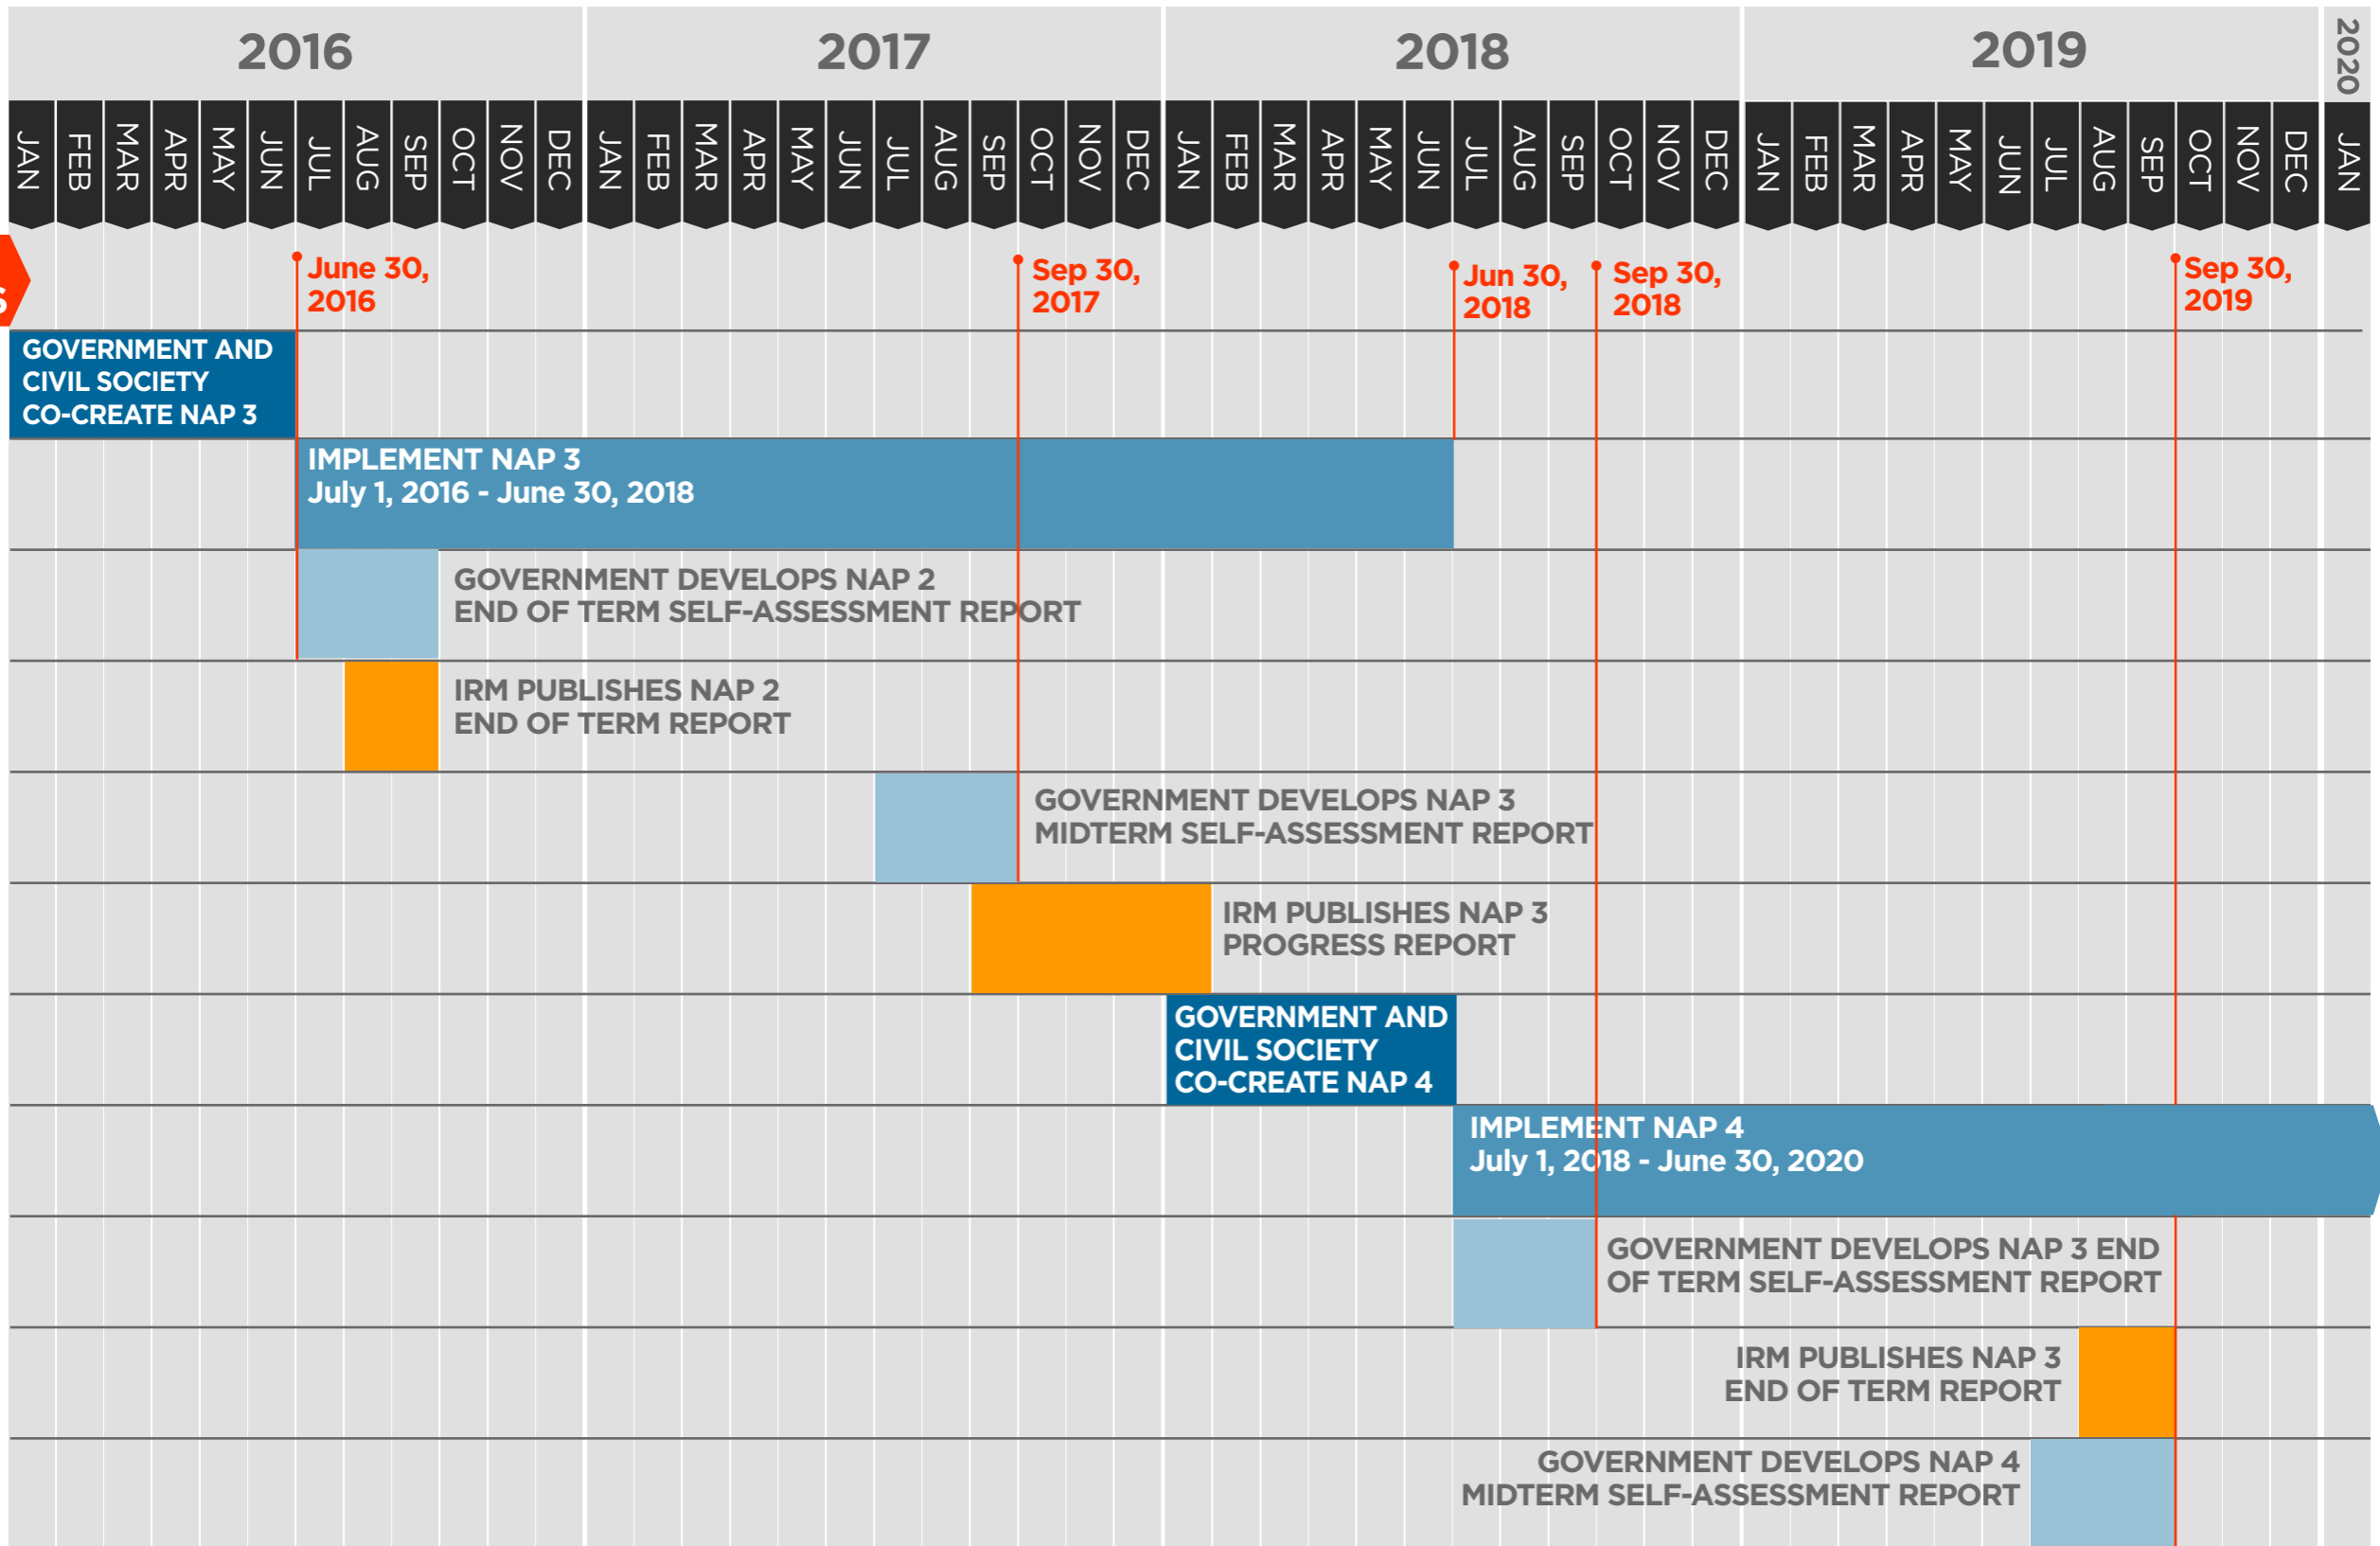 2016
2017
2018
2019
2020
JAN FEB MAR APR MAY JUN JUL AUG SEP OCT NOV DEC JAN FEB MAR APR MAY JUN JUL AUG SEP OCT NOV DEC JAN FEB MAR APR MAY JUN JUL AUG SEP OCT NOV DEC JAN FEB MAR APR MAY JUN JUL AUG SEP OCT NOV DEC JAN
June 30,
2016
Sep 30,
2017
Jun 30,
2018
Sep 30,
2018
Sep 30,
2019
GOVERNMENT AND
CIVIL SOCIETY
CO-CREATE NAP 3
IMPLEMENT NAP 3
July 1, 2016 - June 30, 2018
GOVERNMENT DEVELOPS NAP 2
END OF TERM SELF-ASSESSMENT REPORT
IRM PUBLISHES NAP 2
END OF TERM REPORT
GOVERNMENT DEVELOPS NAP 3
MIDTERM SELF-ASSESSMENT REPORT
IRM PUBLISHES NAP 3
PROGRESS REPORT
GOVERNMENT AND
CIVIL SOCIETY
CO-CREATE NAP 4
IMPLEMENT NAP 4
July 1, 2018 - June 30, 2020
GOVERNMENT DEVELOPS NAP 3 END
OF TERM SELF-ASSESSMENT REPORT
IRM PUBLISHES NAP 3
END OF TERM REPORT
GOVERNMENT DEVELOPS NAP 4
MIDTERM SELF-ASSESSMENT REPORT